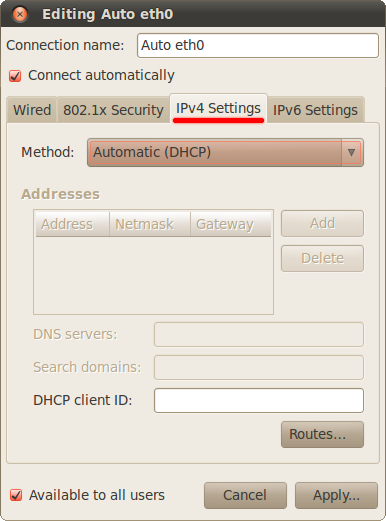 Editing Auto eth0
Connection name: Auto eth0
Connect automatically
Wired 802.1x Security IPv4 Settings IPv6 Settings
Method: Automatic (DHCP)
Addresses
Address Netmask Gateway Add
Delete
DNS servers:
Search domains:
DHCP client ID:
Routes...
Available to all users Cancel Apply...